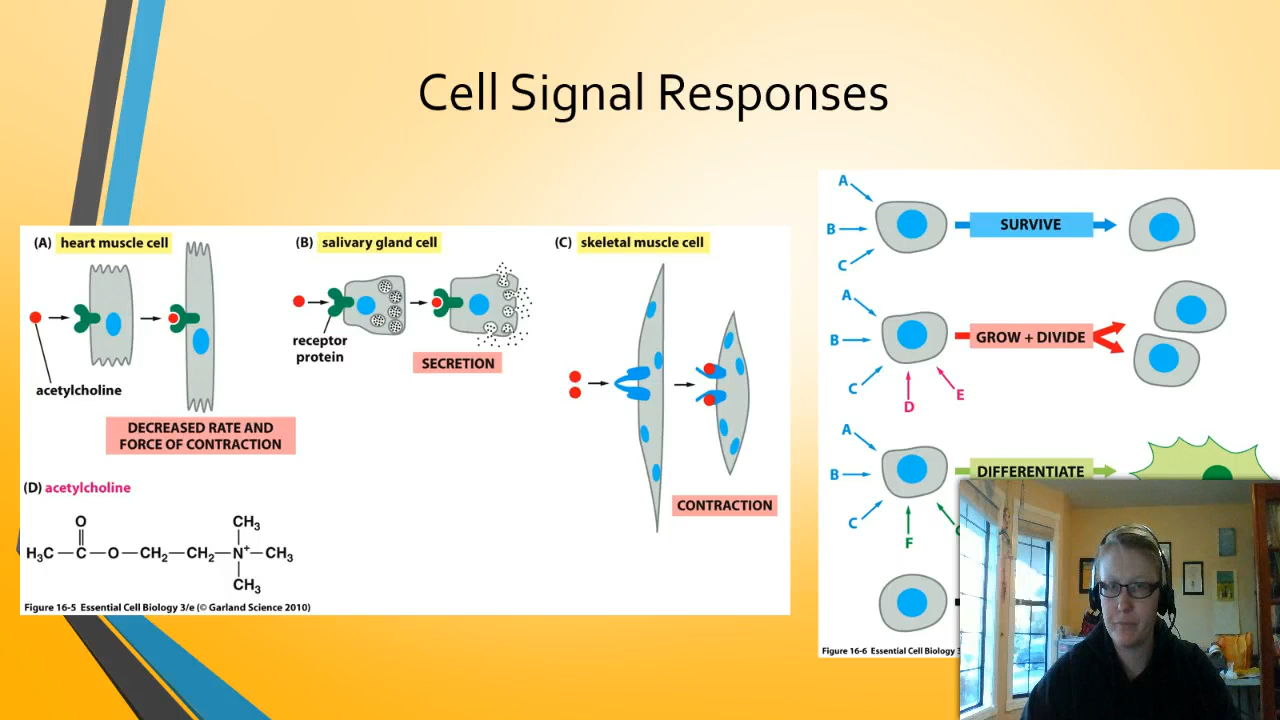 Cell Signal Responses
(A) heart muscle cell
(B) salivary gland cell
(C) skeletal muscle cell
receptor
protein
acetylcholine
SECRETION
DECREASED RATE AND
FORCE OF CONTRACTION
CONTRACTION
(D) acetylcholine
O CH₃
H₃C—C—O—CH₂—CH₂—N⁺—CH₃
CH₃
Figure 16-5 Essential Cell Biology 3/e (© Garland Science 2010)
A
B
C
SURVIVE
A
B
C
D
E
GROW + DIVIDE
A
B
C
F
DIFFERENTIATE
Figure 16-6 Essential Cell Biology